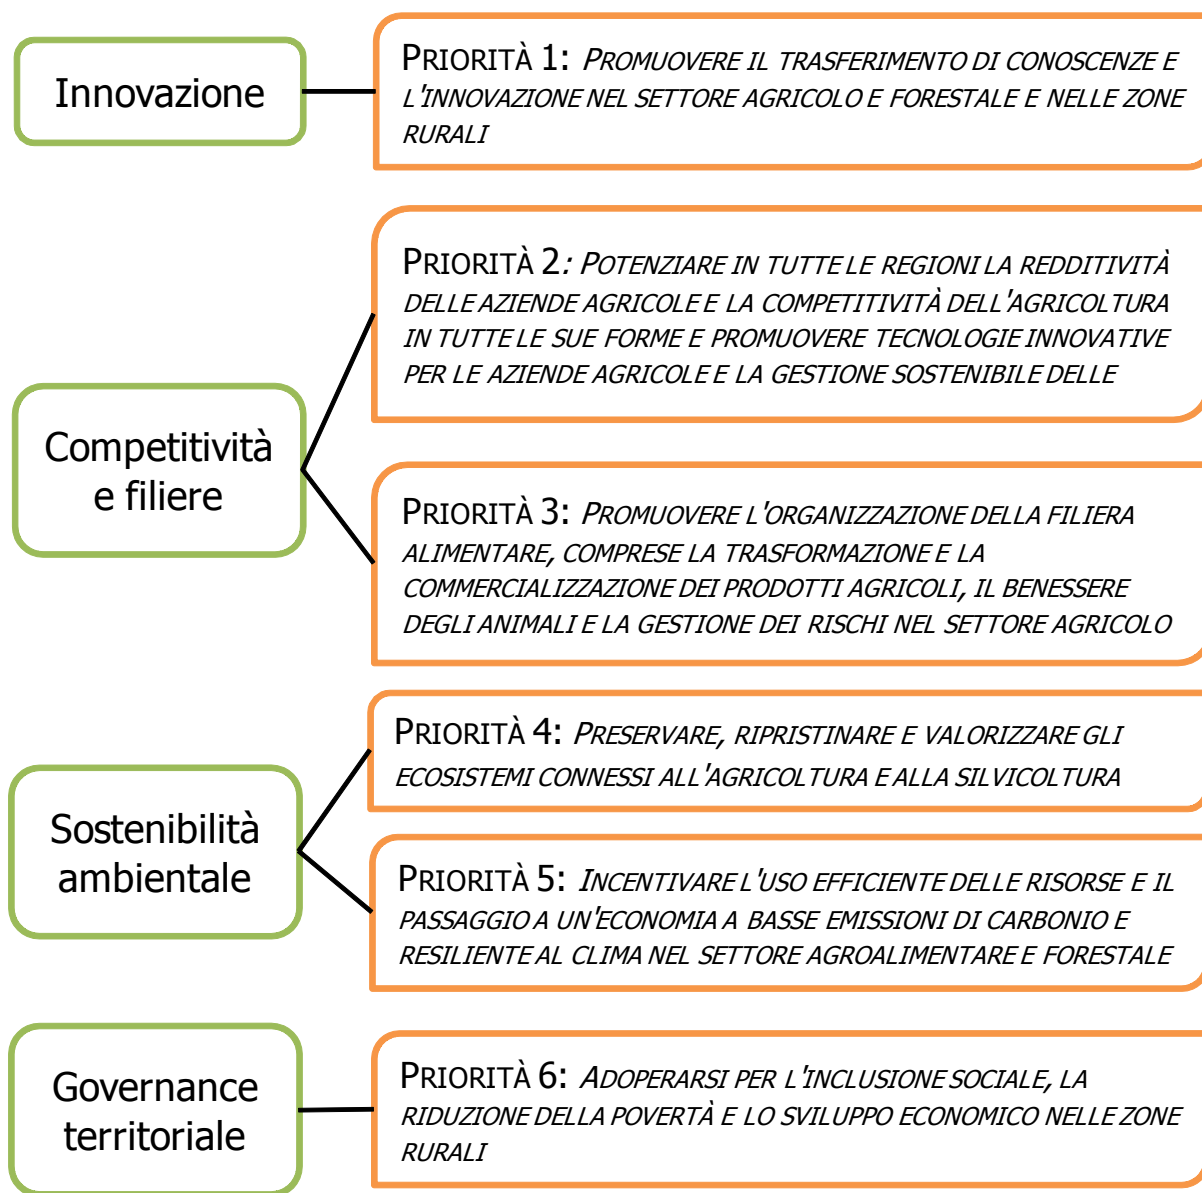 Innovazione
PRIORITÀ 1: PROMUOVERE IL TRASFERIMENTO DI CONOSCENZE E
L'INNOVAZIONE NEL SETTORE AGRICOLO E FORESTALE E NELLE ZONE
RURALI
Competitività
e filiere
PRIORITÀ 2: POTENZIARE IN TUTTE LE REGIONI LA REDDITIVITÀ
DELLE AZIENDE AGRICOLE E LA COMPETITIVITÀ DELL'AGRICOLTURA
IN TUTTE LE SUE FORME E PROMUOVERE TECNOLOGIE INNOVATIVE
PER LE AZIENDE AGRICOLE E LA GESTIONE SOSTENIBILE DELLE
PRIORITÀ 3: PROMUOVERE L'ORGANIZZAZIONE DELLA FILIERA
ALIMENTARE, COMPRESE LA TRASFORMAZIONE E LA
COMMERCIALIZZAZIONE DEI PRODOTTI AGRICOLI, IL BENESSERE
DEGLI ANIMALI E LA GESTIONE DEI RISCHI NEL SETTORE AGRICOLO
Sostenibilità
ambientale
PRIORITÀ 4: PRESERVARE, RIPRISTINARE E VALORIZZARE GLI
ECOSISTEMI CONNESSI ALL'AGRICOLTURA E ALLA SILVICOLTURA
PRIORITÀ 5: INCENTIVARE L'USO EFFICIENTE DELLE RISORSE E IL
PASSAGGIO A UN'ECONOMIA A BASSE EMISSIONI DI CARBONIO E
RESILIENTE AL CLIMA NEL SETTORE AGROALIMENTARE E FORESTALE
Governance
territoriale
PRIORITÀ 6: ADOPERARSI PER L'INCLUSIONE SOCIALE, LA
RIDUZIONE DELLA POVERTÀ E LO SVILUPPO ECONOMICO NELLE ZONE
RURALI